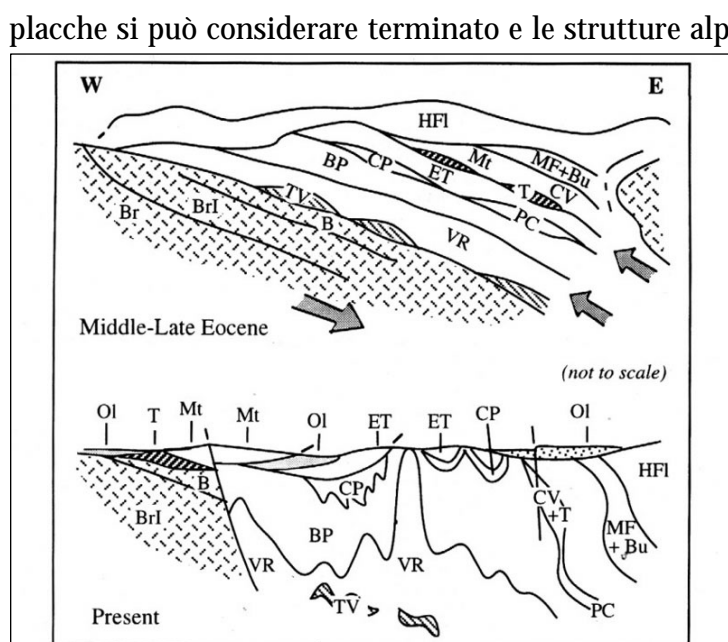 placche si può considerare terminato e le strutture alp
W E
HFl
BP CP ET Mt MF+Bu
T CV
PC
TV
Br BrI B VR
Middle-Late Eocene
(not to scale)
Ol T Mt Mt Ol ET ET CP Ol
B CP CV HFl
BrI +T
BP MF
VR VR + Bu
TV
Present PC